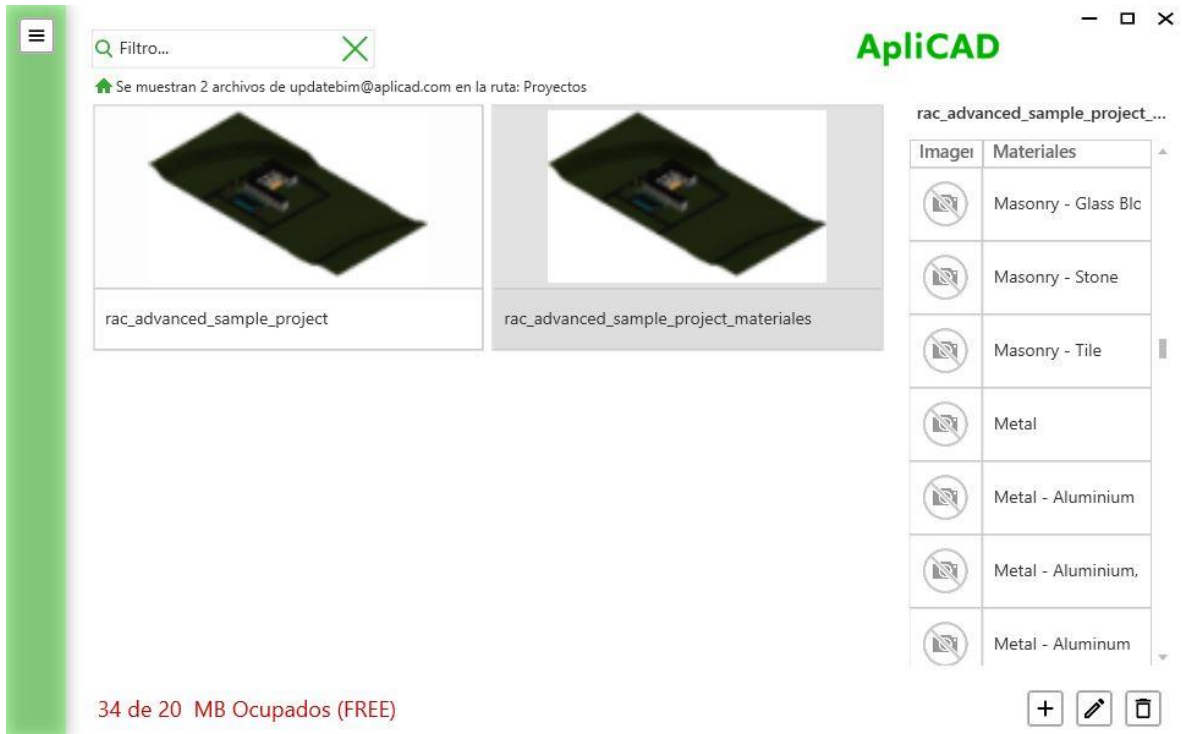 Filtro...
ApliCAD
Se muestran 2 archivos de updatebim@aplicad.com en la ruta: Proyectos
rac_advanced_sample_project
rac_advanced_sample_project_materiales
rac_advanced_sample_project_...
Imager Materiales
Masonry - Glass Blc
Masonry - Stone
Masonry - Tile
Metal
Metal - Aluminium
Metal - Aluminium,
Metal - Aluminum
34 de 20 MB Ocupados (FREE)